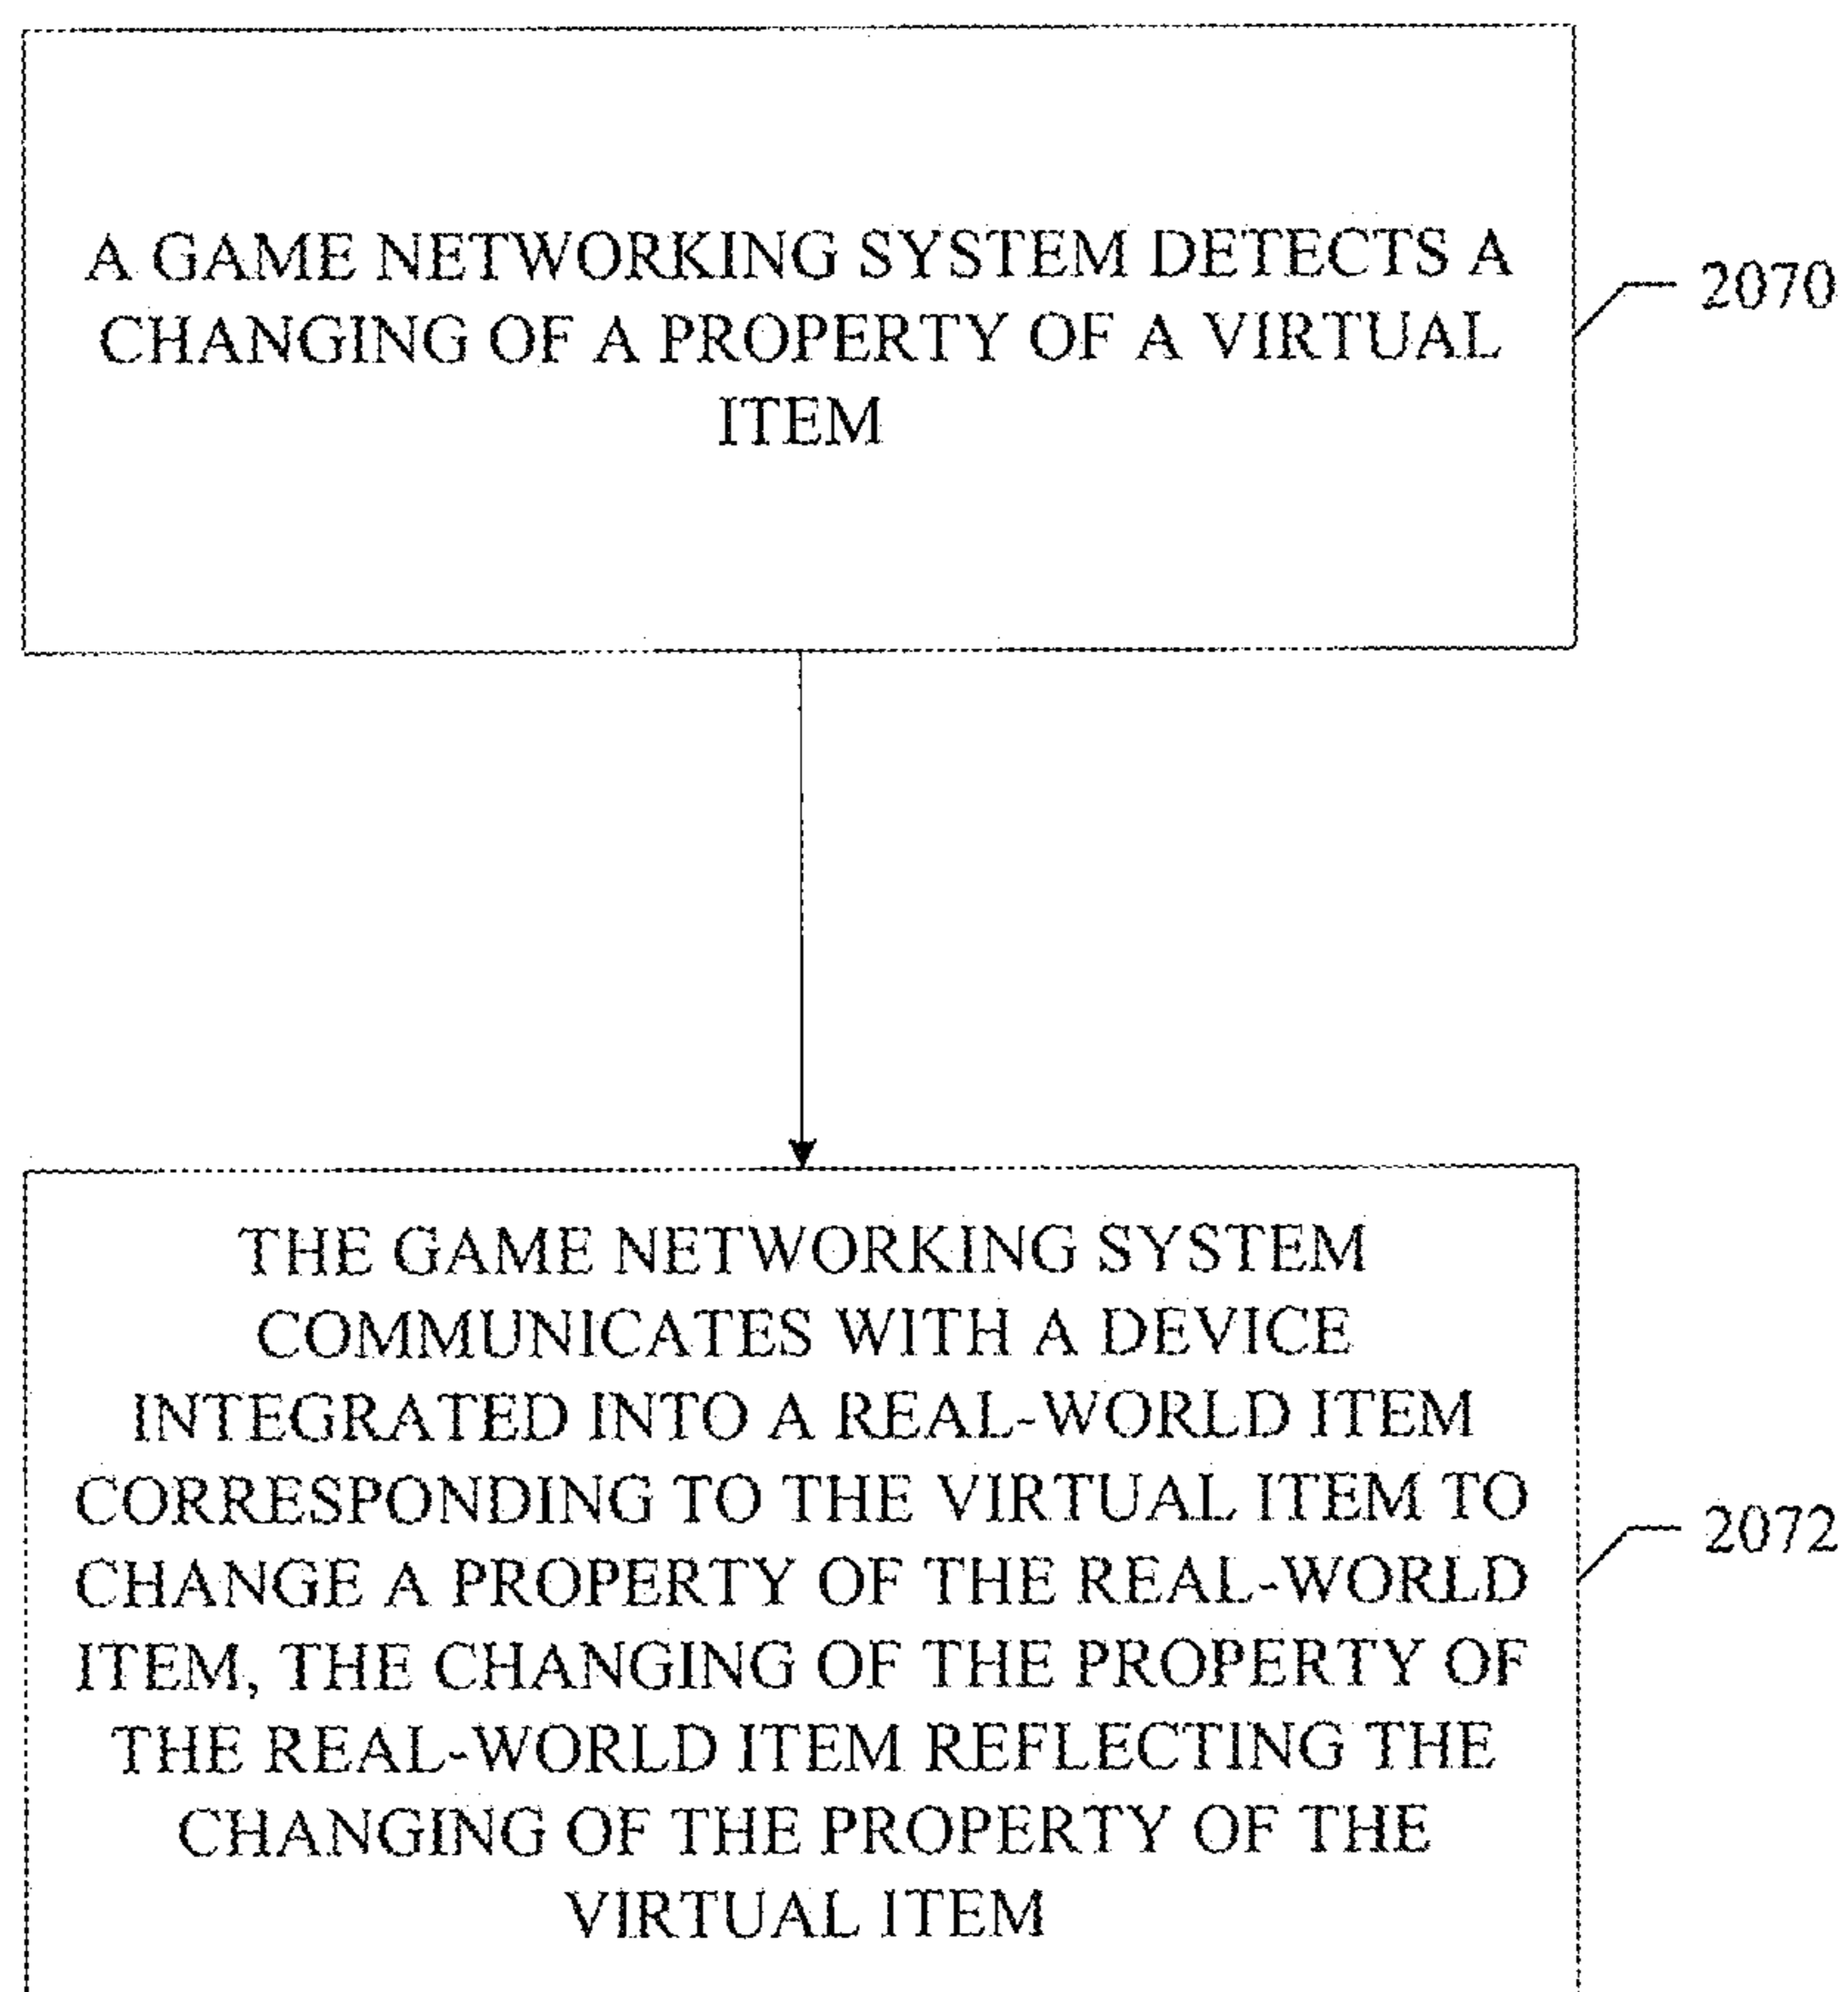 A GAME NETWORKING SYSTEM DETECTS A
CHANGING OF A PROPERTY OF A VIRTUAL
ITEM
2070
THE GAME NETWORKING SYSTEM
COMMUNICATES WITH A DEVICE
INTEGRATED INTO A REAL-WORLD ITEM
CORRESPONDING TO THE VIRTUAL ITEM TO
CHANGE A PROPERTY OF THE REAL-WORLD
ITEM, THE CHANGING OF THE PROPERTY OF
THE REAL-WORLD ITEM REFLECTING THE
CHANGING OF THE PROPERTY OF THE
VIRTUAL ITEM
2072